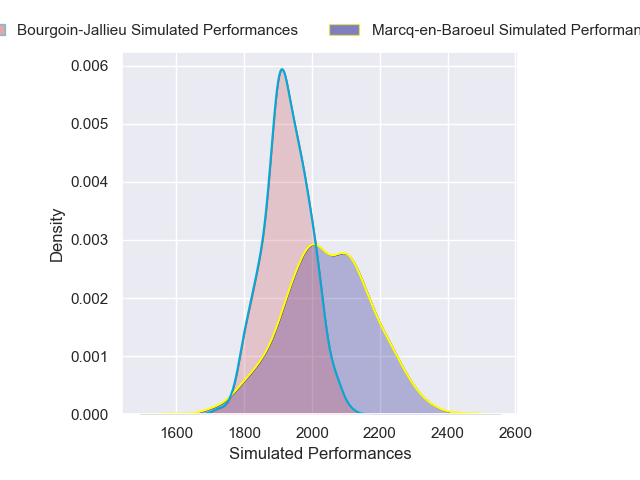 Bourgoin-Jallieu Simulated Performances Marcq-en-Baroeul Simulated Performan
0.006
0.005
0.004
0.003
0.002
0.001
0.000
Density
1600 1800 2000 2200 2400 2600
Simulated Performances